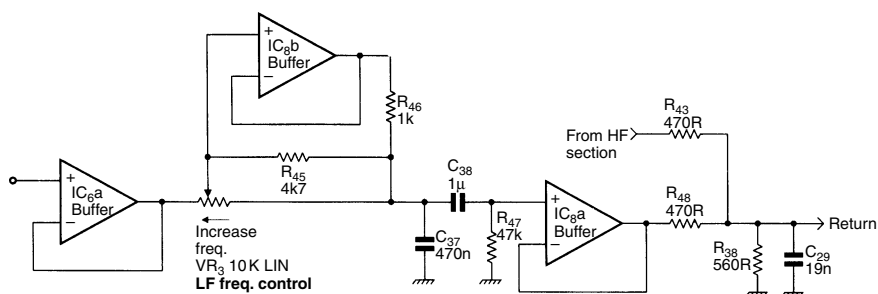 +
IC8b
Buffer
−
R46
1k
R45
4k7
+
IC6a
Buffer
−
Increase
freq.
VR3 10K LIN
LF freq. control
C38
1µ
C37
470n
R47
47k
+
IC8a
Buffer
−
From HF
section
R43
470R
R48
470R
Return
R38
560R
C29
19n